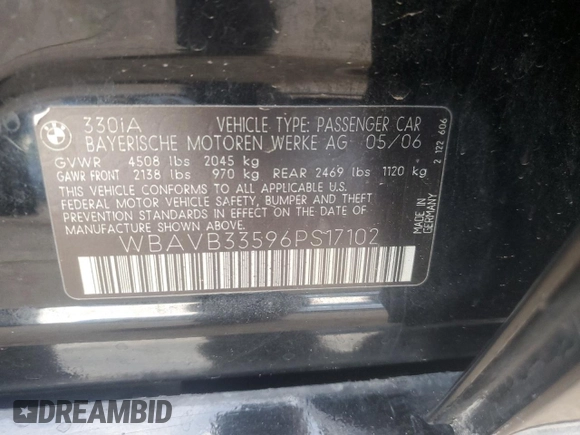 BMW
330iA VEHICLE TYPE: PASSENGER CAR
BAYERISCHE MOTOREN WERKE AG 05/06
GVWR 4508 lbs 2045 kg
GAWR FRONT 2138 lbs 970 kg REAR 2469 lbs 1120 kg
THIS VEHICLE CONFORMS TO ALL APPLICABLE U.S.
FEDERAL MOTOR VEHICLE SAFETY, BUMPER AND THEFT
PREVENTION STANDARDS IN EFFECT ON THE DATE OF
MANUFACTURE SHOWN ABOVE.
WBAVB33596PS17102
MADE IN
GERMANY
2 122 606
DREAMBID